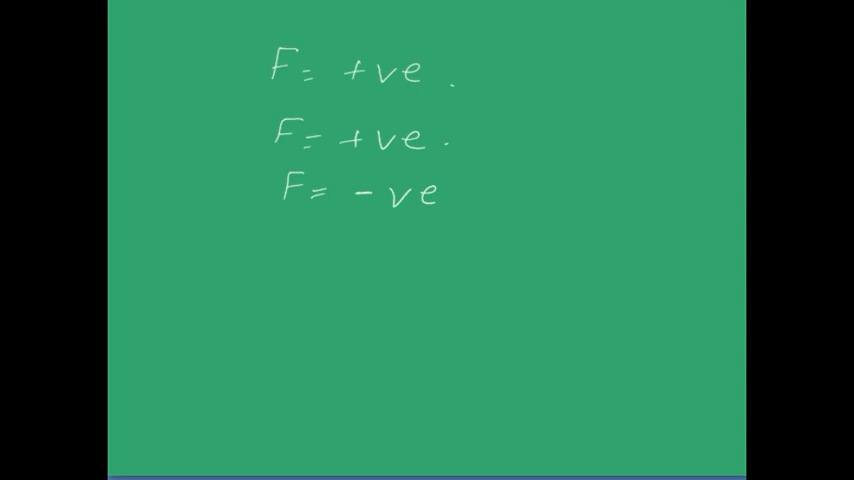 F= +ve .
F= +ve .
F= -ve